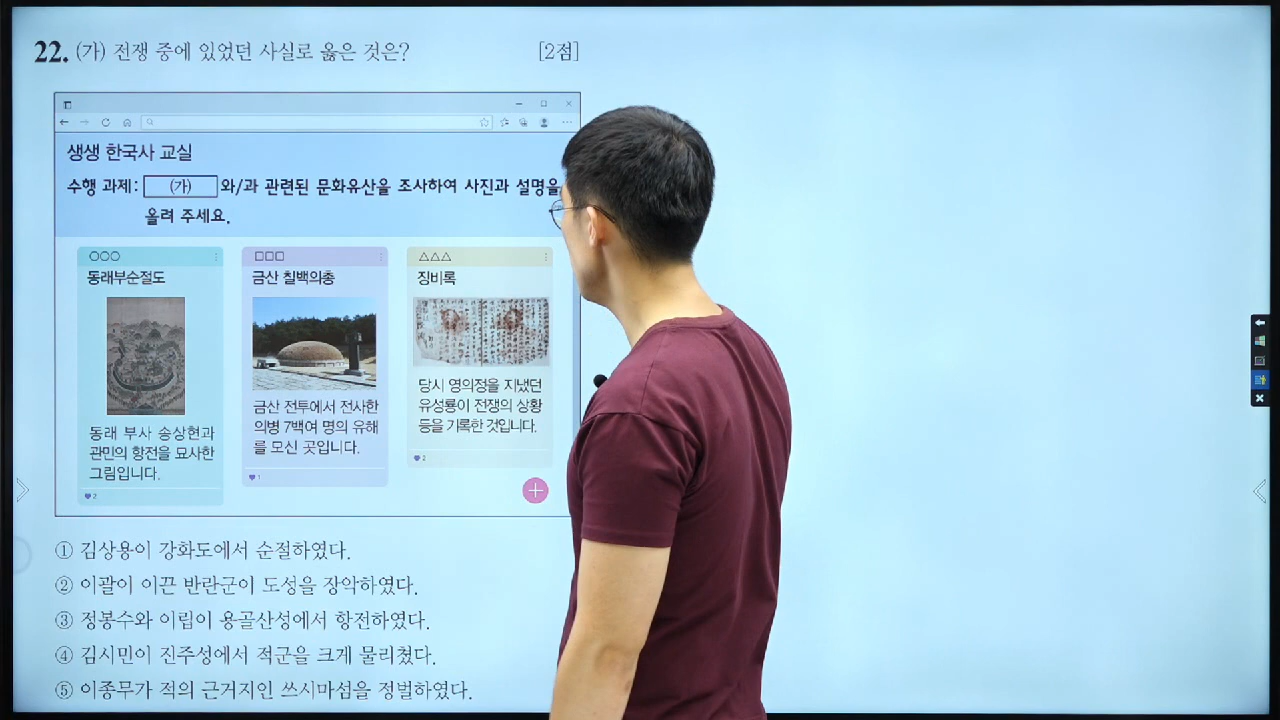 22. (가) 전쟁 중에 있었던 사실로 옳은 것은? [2점]
생생 한국사 교실
수행 과제: (가) 와/과 관련된 문화유산을 조사하여 사진과 설명을
올려 주세요.
○○○
동래부순절도
동래 부사 송상현과
관민의 항전을 묘사한
그림입니다.
2
□□□
금산 칠백의총
금산 전투에서 전사한
의병 7백여 명의 유해
를 모신 곳입니다.
1
△△△
징비록
당시 영의정을 지냈던
유성룡이 전쟁의 상황
등을 기록한 것입니다.
2
① 김상용이 강화도에서 순절하였다.
② 이괄이 이끈 반란군이 도성을 장악하였다.
③ 정봉수와 이립이 용골산성에서 항전하였다.
④ 김시민이 진주성에서 적군을 크게 물리쳤다.
⑤ 이종무가 적의 근거지인 쓰시마섬을 정벌하였다.